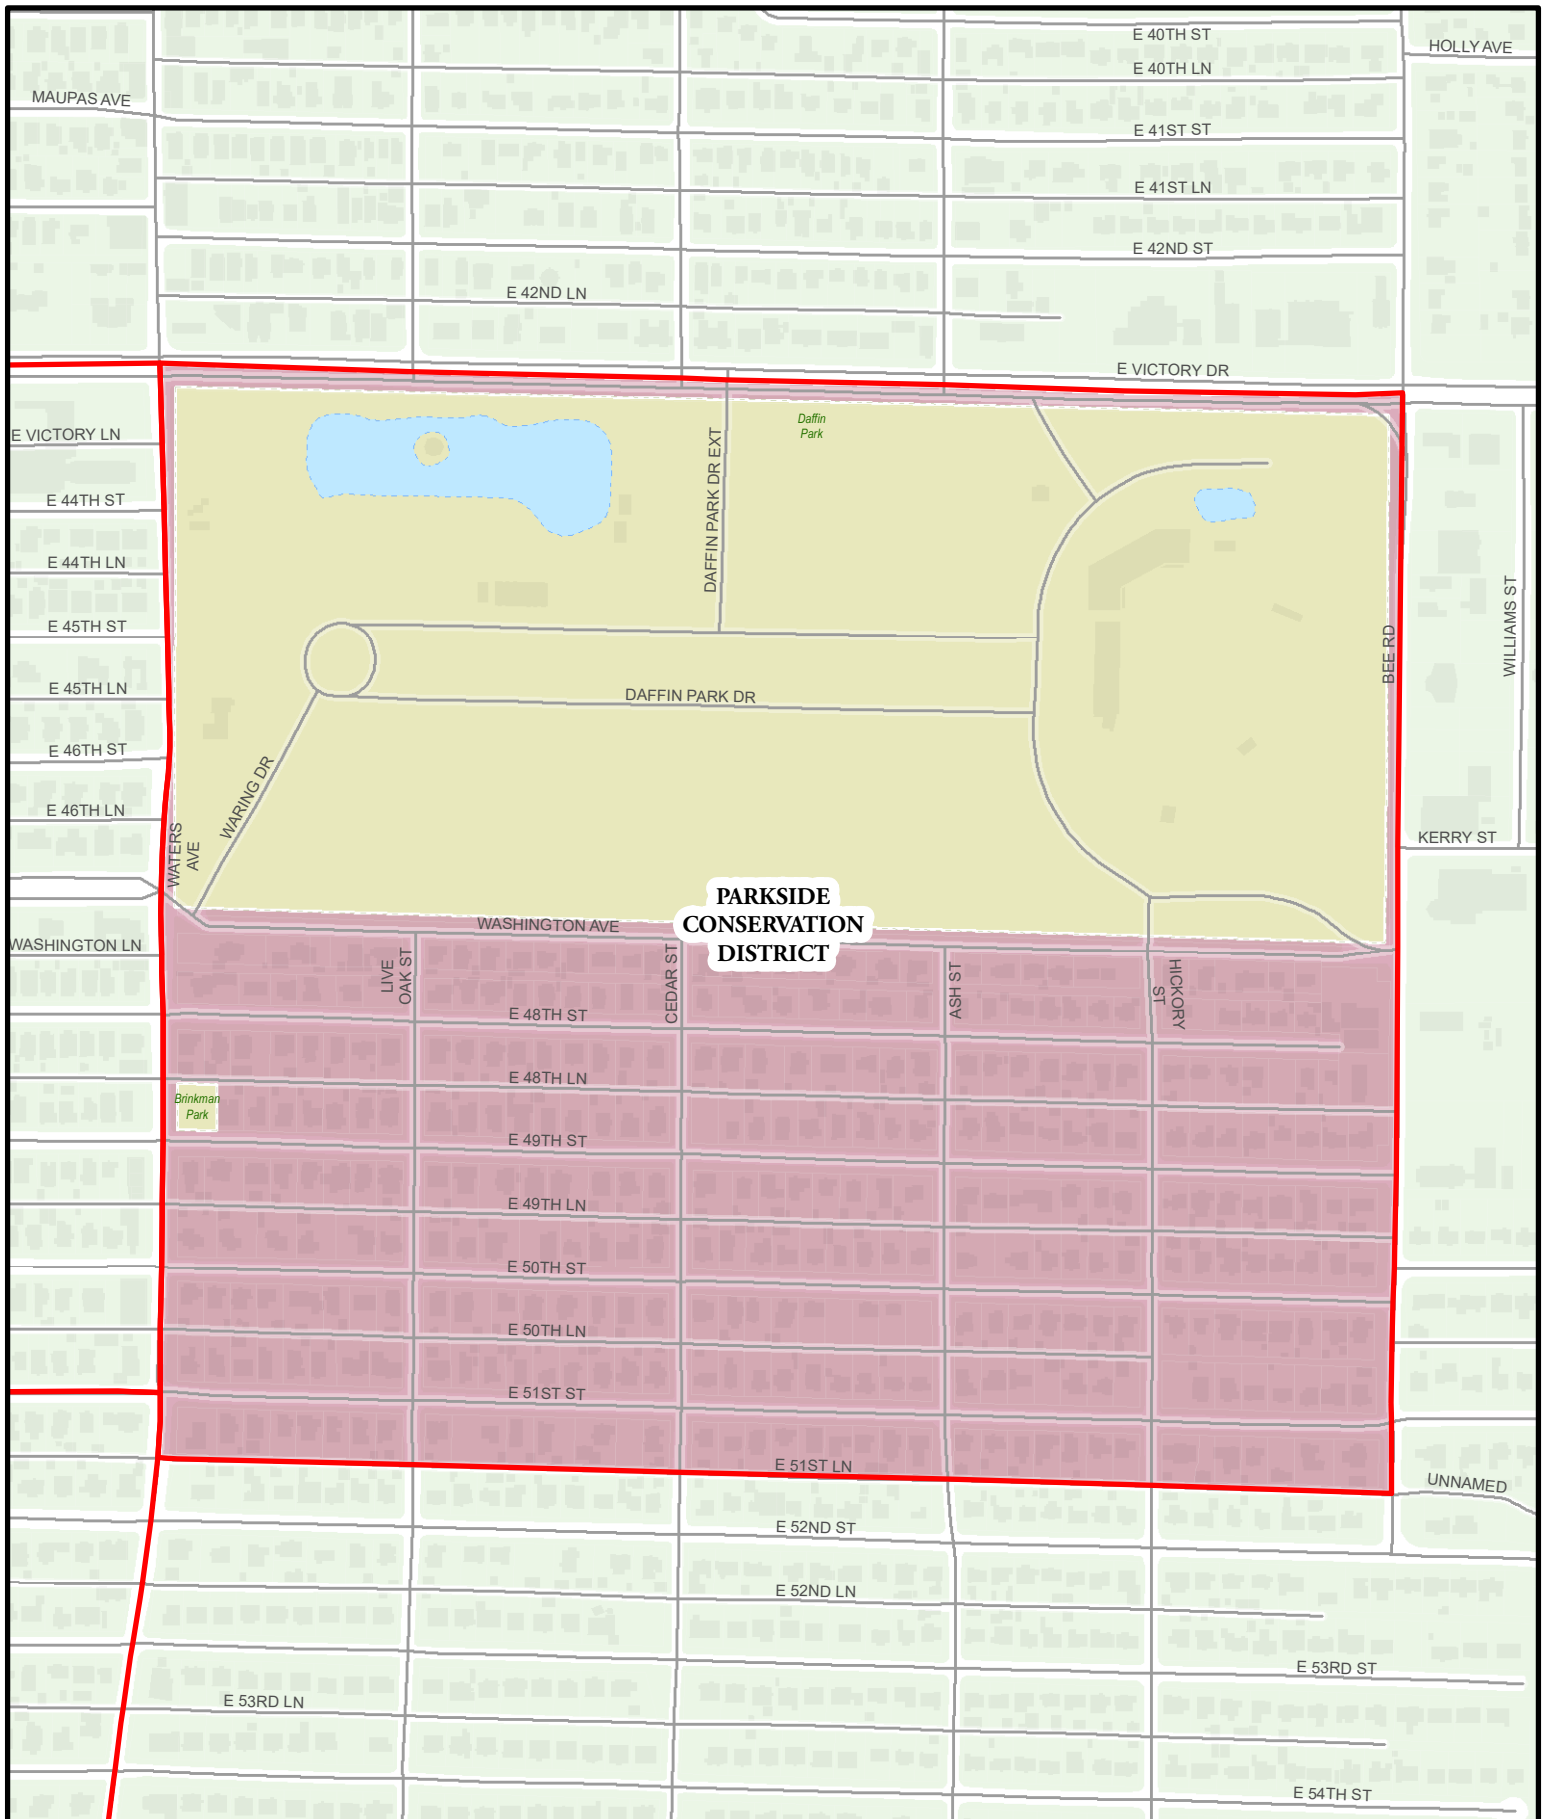 E 40TH ST
HOLLY AVE
E 40TH LN
MAUPAS AVE
E 41ST ST
E 41ST LN
E 42ND ST
E 42ND LN
E VICTORY DR
Daffin
Park
E VICTORY LN
E 44TH ST
DAFFIN PARK DR EXT
E 44TH LN
WILLIAMS ST
E 45TH ST
BEE RD
E 45TH LN
DAFFIN PARK DR
E 46TH ST
WARING DR
E 46TH LN
KERRY ST
WATERS
AVE
PARKSIDE
CONSERVATION
DISTRICT
WASHINGTON AVE
WASHINGTON LN
LIVE
OAK ST
CEDAR ST
ASH ST
HICKORY
ST
E 48TH ST
E 48TH LN
Brinkman
Park
E 49TH ST
E 49TH LN
E 50TH ST
E 50TH LN
E 51ST ST
E 51ST LN
UNNAMED
E 52ND ST
E 52ND LN
E 53RD ST
E 53RD LN
E 54TH ST